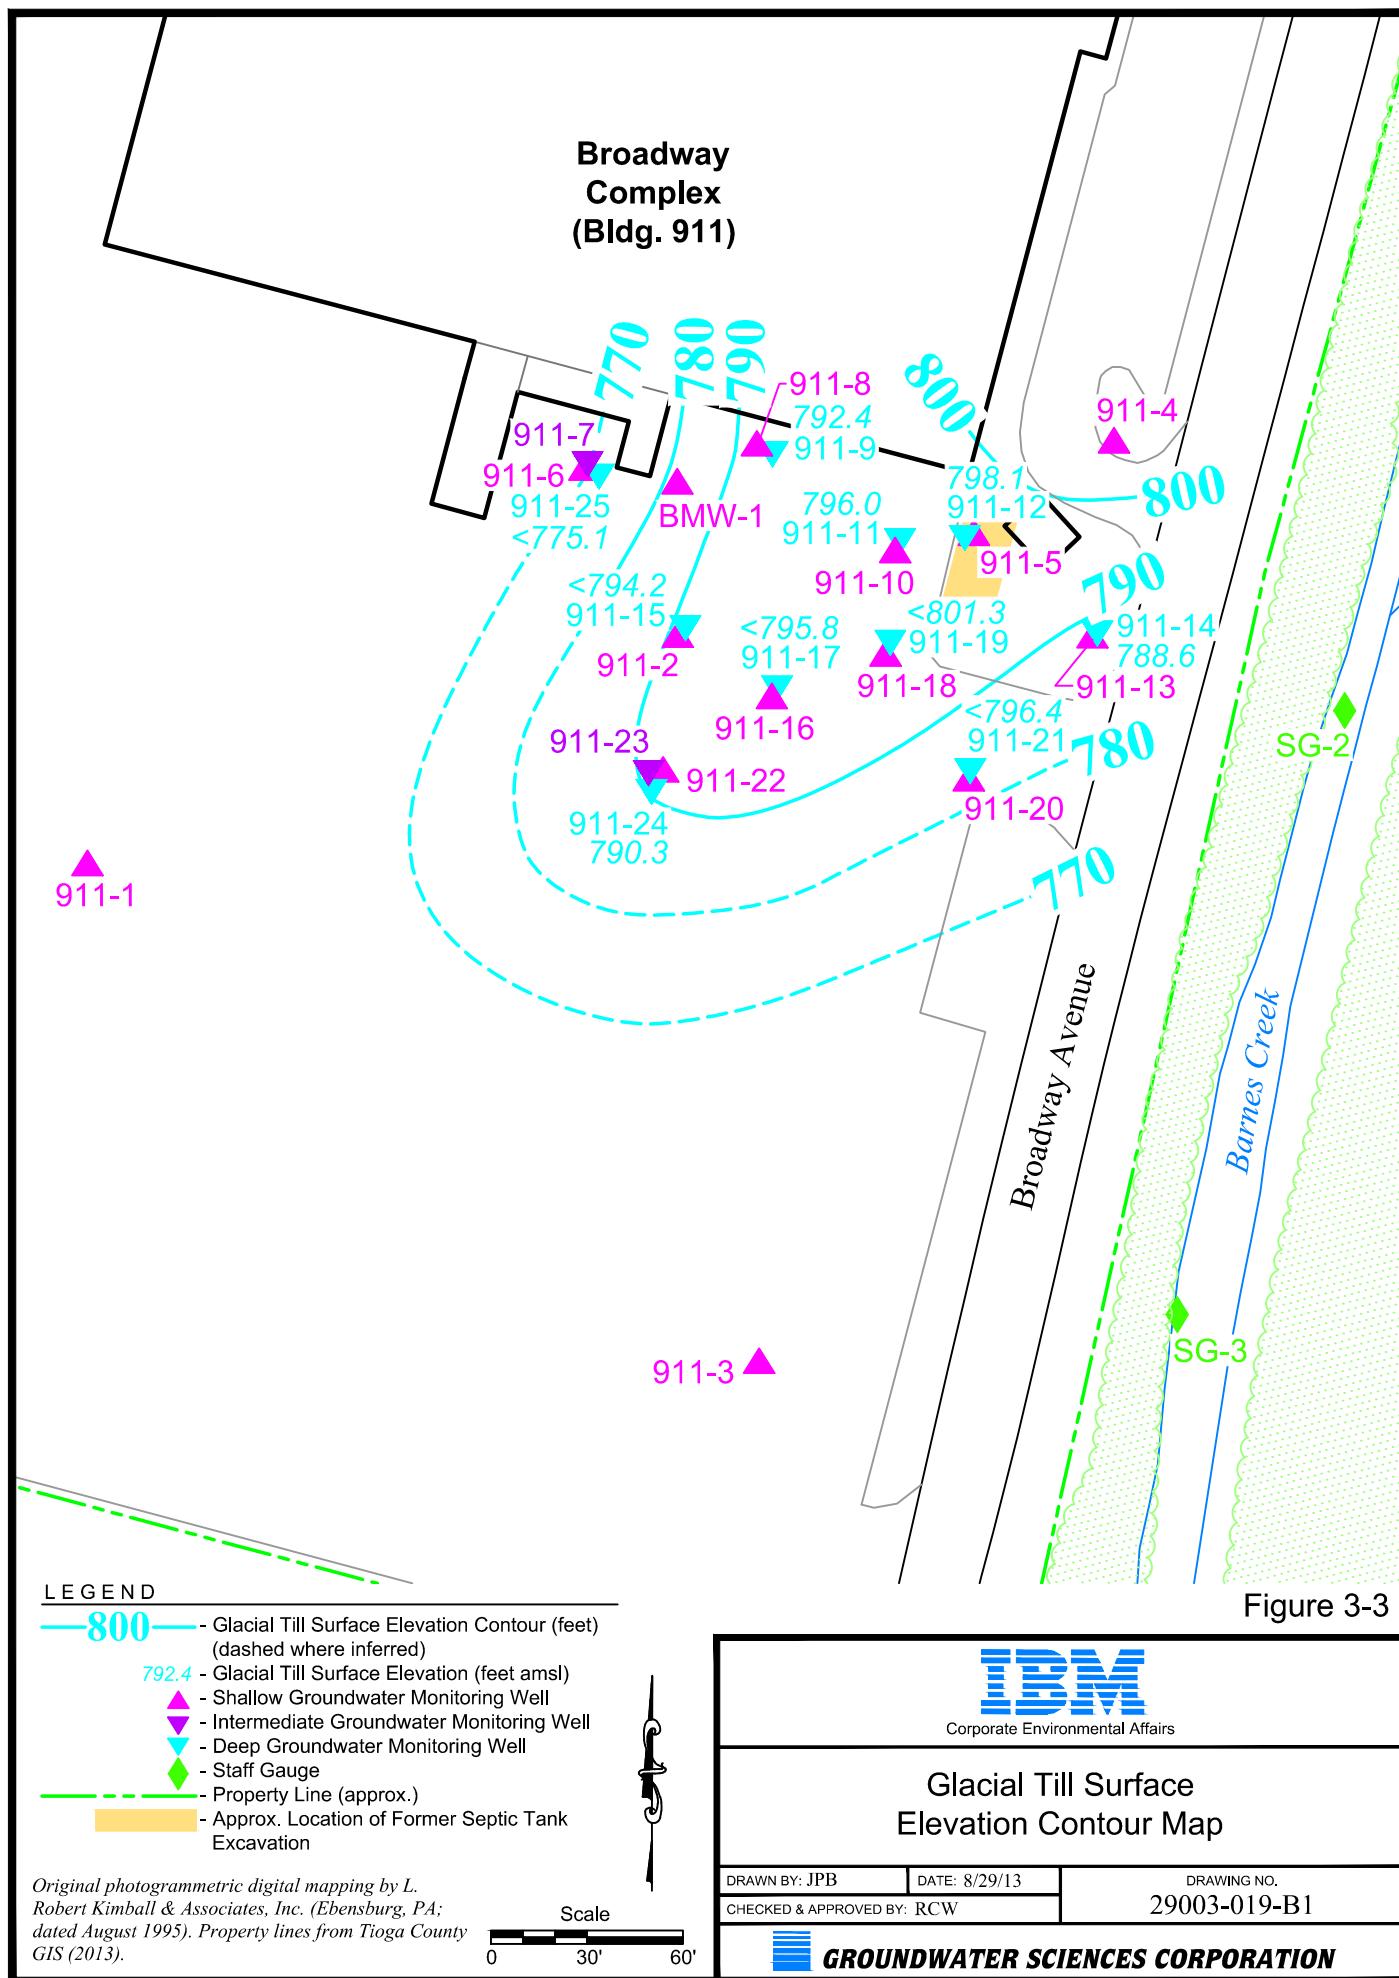 Broadway
Complex
(Bldg. 911)
770
780
790
800
911-8
792.4
911-9
911-4
911-7
911-6
911-25
<775.1
BMW-1
798.1
911-12
800
796.0
911-11
911-10
911-5
790
<794.2
911-15
911-2
<795.8
911-17
911-16
<801.3
911-19
911-18
911-14
788.6
911-13
<796.4
911-21
780
SG-2
911-23
911-22
911-20
911-24
790.3
770
911-1
Broadway Avenue
Barnes Creek
911-3
SG-3
LEGEND
800 - Glacial Till Surface Elevation Contour (feet)
(dashed where inferred)
792.4 - Glacial Till Surface Elevation (feet amsl)
- Shallow Groundwater Monitoring Well
- Intermediate Groundwater Monitoring Well
- Deep Groundwater Monitoring Well
- Staff Gauge
- Property Line (approx.)
- Approx. Location of Former Septic Tank
Excavation
Original photogrammetric digital mapping by L.
Robert Kimball & Associates, Inc. (Ebensburg, PA;
dated August 1995). Property lines from Tioga County
GIS (2013).
Scale
0 30' 60'
Figure 3-3
IBM
Corporate Environmental Affairs
Glacial Till Surface
Elevation Contour Map
DRAWN BY: JPB
DATE: 8/29/13
CHECKED & APPROVED BY: RCW
DRAWING NO.
29003-019-B1
GROUNDWATER SCIENCES CORPORATION